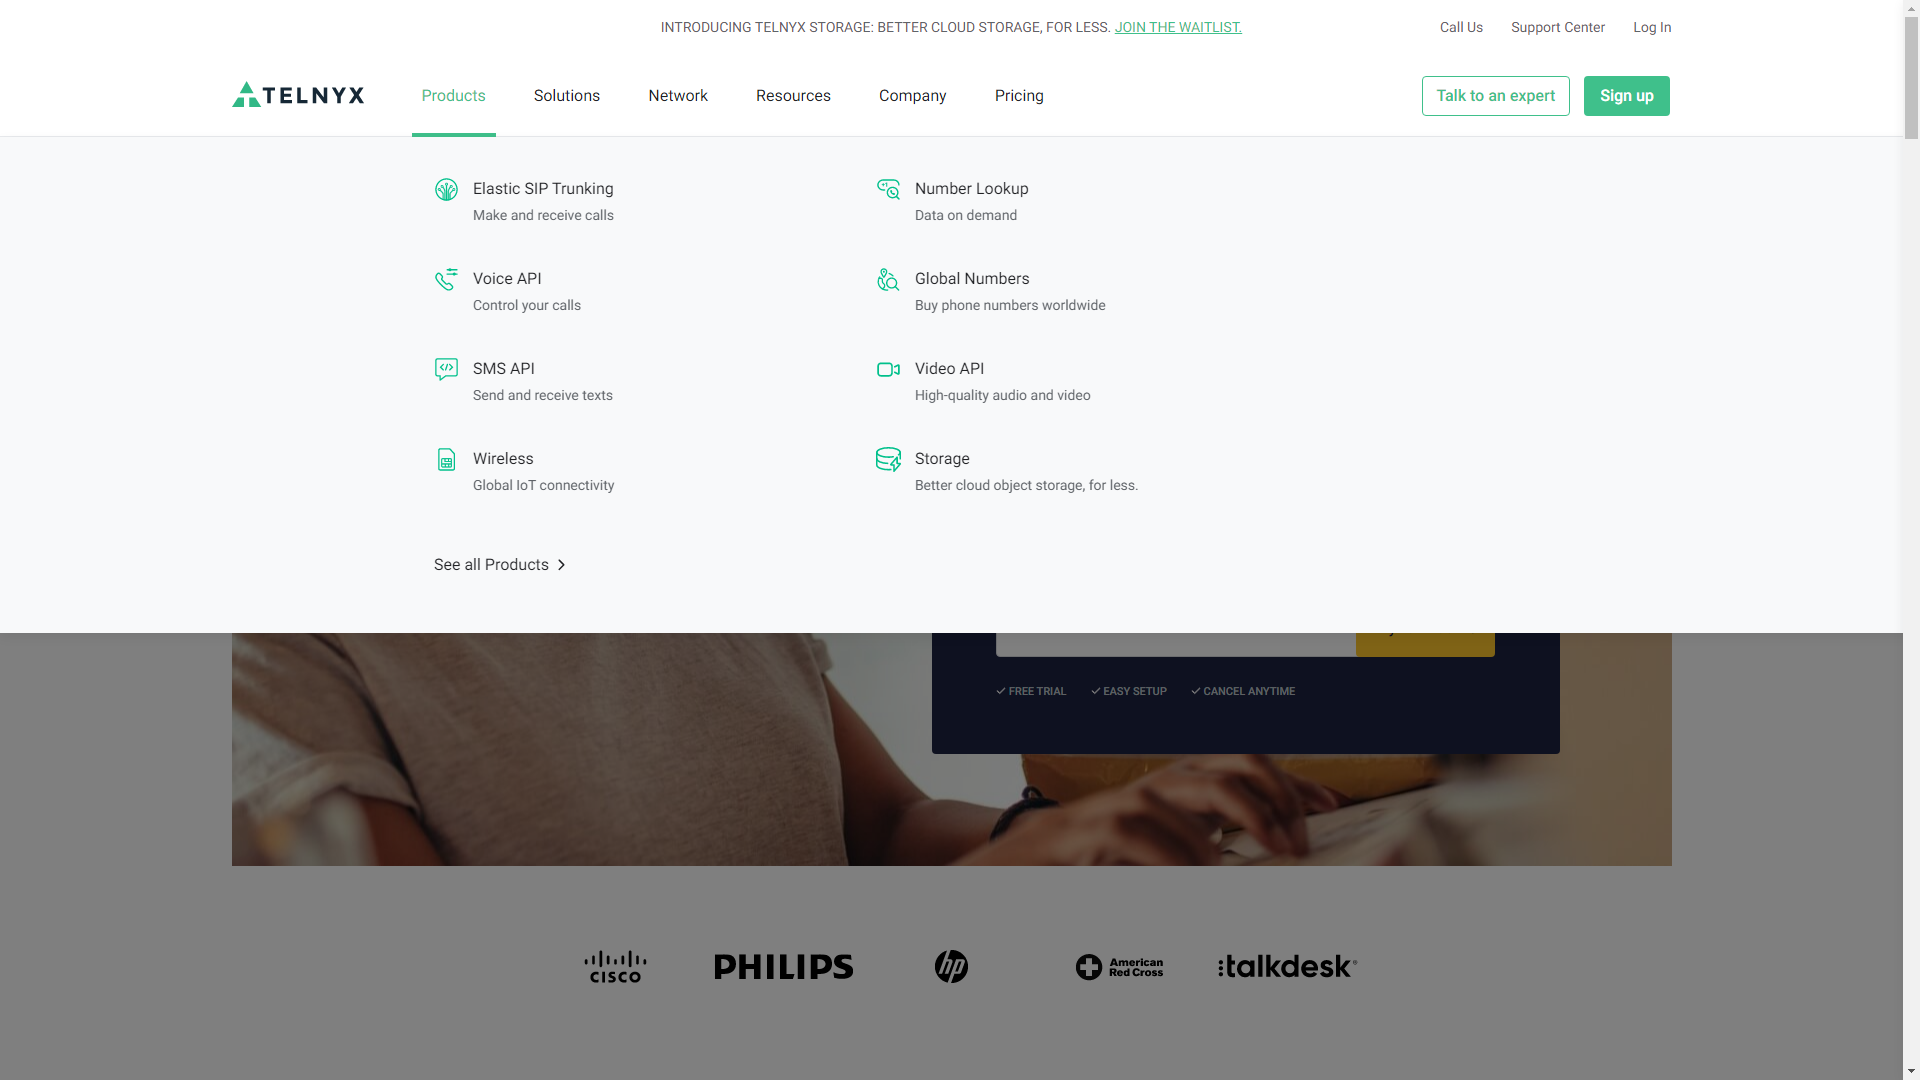 INTRODUCING TELNYX STORAGE: BETTER CLOUD STORAGE, FOR LESS. JOIN THE WAITLIST.
Call Us
Support Center
Log In
TELNYX
Products
Solutions
Network
Resources
Company
Pricing
Talk to an expert
Sign up
Elastic SIP Trunking
Make and receive calls
Number Lookup
Data on demand
Voice API
Control your calls
Global Numbers
Buy phone numbers worldwide
SMS API
Send and receive texts
Video API
High-quality audio and video
Wireless
Global IoT connectivity
Storage
Better cloud object storage, for less.
See all Products
FREE TRIAL
EASY SETUP
CANCEL ANYTIME
CISCO
PHILIPS
hp
American
Red Cross
:talkdesk®